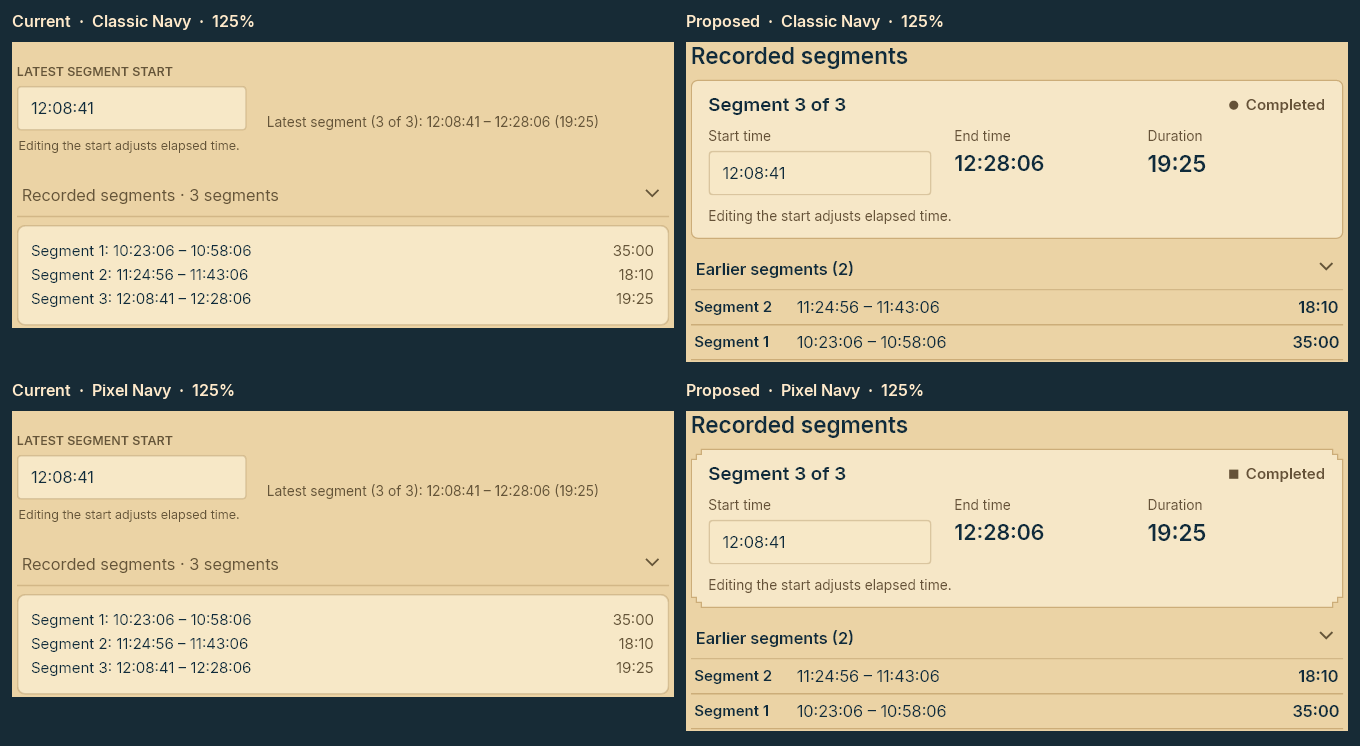 Current · Classic Navy · 125%
LATEST SEGMENT START
12:08:41
Latest segment (3 of 3): 12:08:41 – 12:28:06 (19:25)
Editing the start adjusts elapsed time.
Recorded segments · 3 segments
Segment 1: 10:23:06 – 10:58:06 35:00
Segment 2: 11:24:56 – 11:43:06 18:10
Segment 3: 12:08:41 – 12:28:06 19:25
Proposed · Classic Navy · 125%
Recorded segments
Segment 3 of 3 Completed
Start time End time Duration
12:08:41 12:28:06 19:25
Editing the start adjusts elapsed time.
Earlier segments (2)
Segment 2 11:24:56 – 11:43:06 18:10
Segment 1 10:23:06 – 10:58:06 35:00
Current · Pixel Navy · 125%
LATEST SEGMENT START
12:08:41
Latest segment (3 of 3): 12:08:41 – 12:28:06 (19:25)
Editing the start adjusts elapsed time.
Recorded segments · 3 segments
Segment 1: 10:23:06 – 10:58:06 35:00
Segment 2: 11:24:56 – 11:43:06 18:10
Segment 3: 12:08:41 – 12:28:06 19:25
Proposed · Pixel Navy · 125%
Recorded segments
Segment 3 of 3 Completed
Start time End time Duration
12:08:41 12:28:06 19:25
Editing the start adjusts elapsed time.
Earlier segments (2)
Segment 2 11:24:56 – 11:43:06 18:10
Segment 1 10:23:06 – 10:58:06 35:00